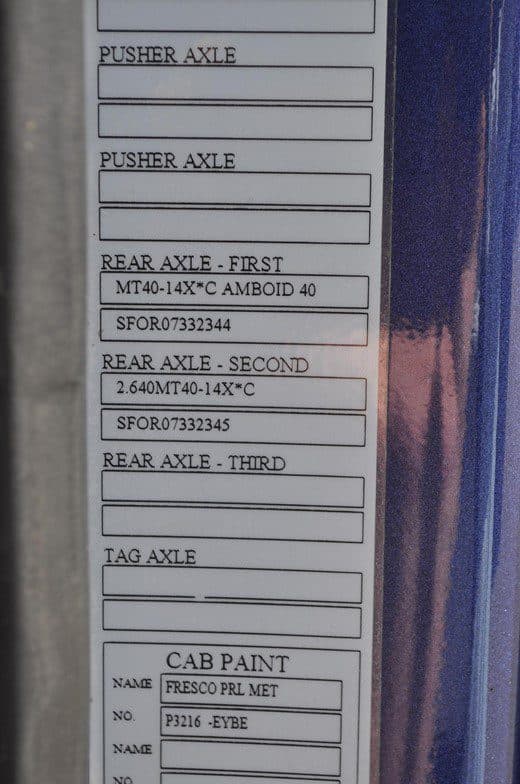 PUSHER AXLE
PUSHER AXLE
REAR AXLE - FIRST
MT40-14X*C AMBOID 40
SFOR07332344
REAR AXLE - SECOND
2.640MT40-14X*C
SFOR07332345
REAR AXLE - THIRD
TAG AXLE
CAB PAINT
NAME FRESCO PRL MET
NO. P3216 -EYBE
NAME
NO.